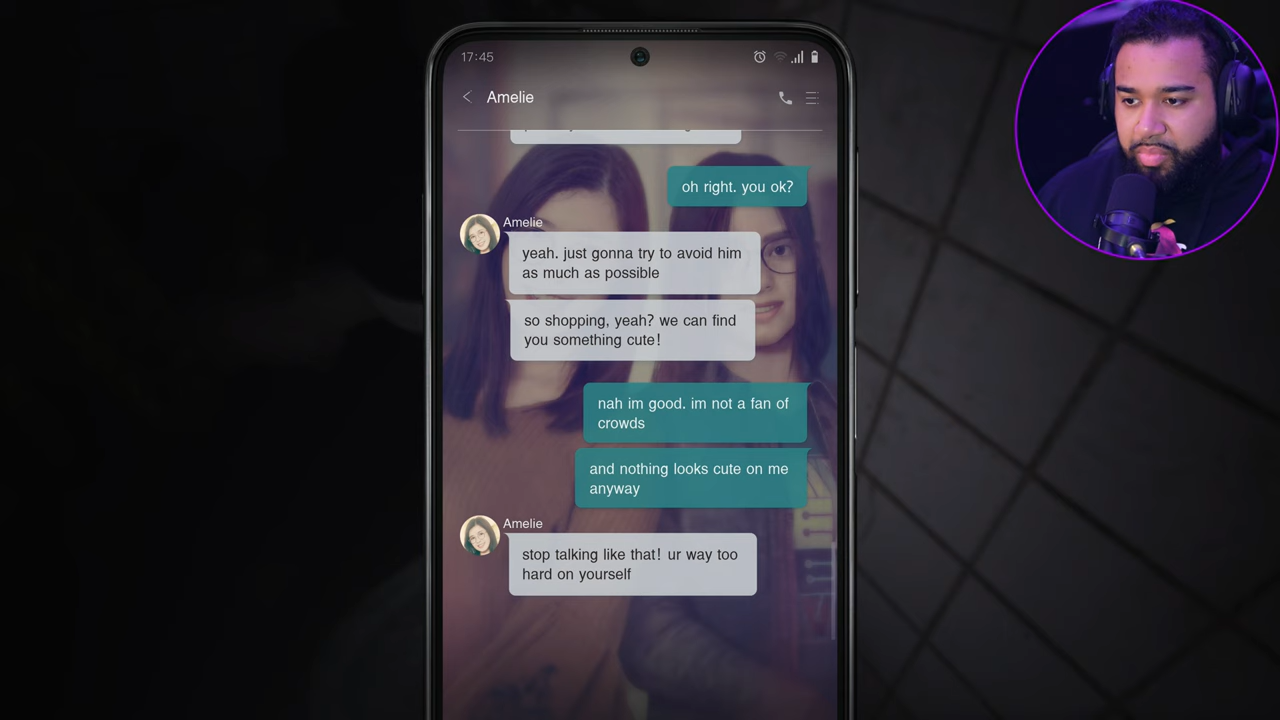 17:45
Amelie
oh right. you ok?
Amelie
yeah. just gonna try to avoid him
as much as possible
so shopping, yeah? we can find
you something cute!
nah im good. im not a fan of
crowds
and nothing looks cute on me
anyway
Amelie
stop talking like that! ur way too
hard on yourself